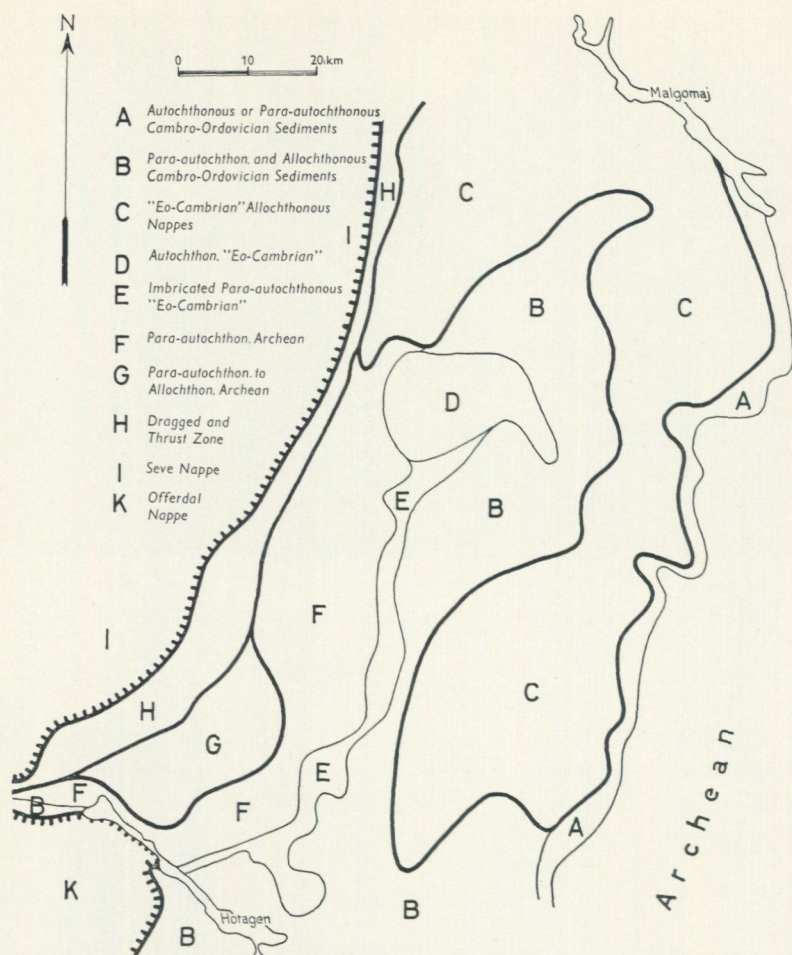 N
0 10 20 km
A Autochthonous or Para-autochthonous
Cambro-Ordovician Sediments
B Para-autochthon. and Allochthonous
Cambro-Ordovician Sediments
C "Eo-Cambrian" Allochthonous
Nappes
D Autochthon. "Eo-Cambrian"
E Imbricated Para-autochthonous
"Eo-Cambrian"
F Para-autochthon. Archean
G Para-autochthon. to
Allochthon. Archean
H Dragged and
Thrust Zone
I Seve Nappe
K Offerdal
Nappe
Malgomaj
H
C
I
B
C
D
A
E
B
F
I
C
H
G
E
F
F
B
A
Archean
K
B
Hotagen
B